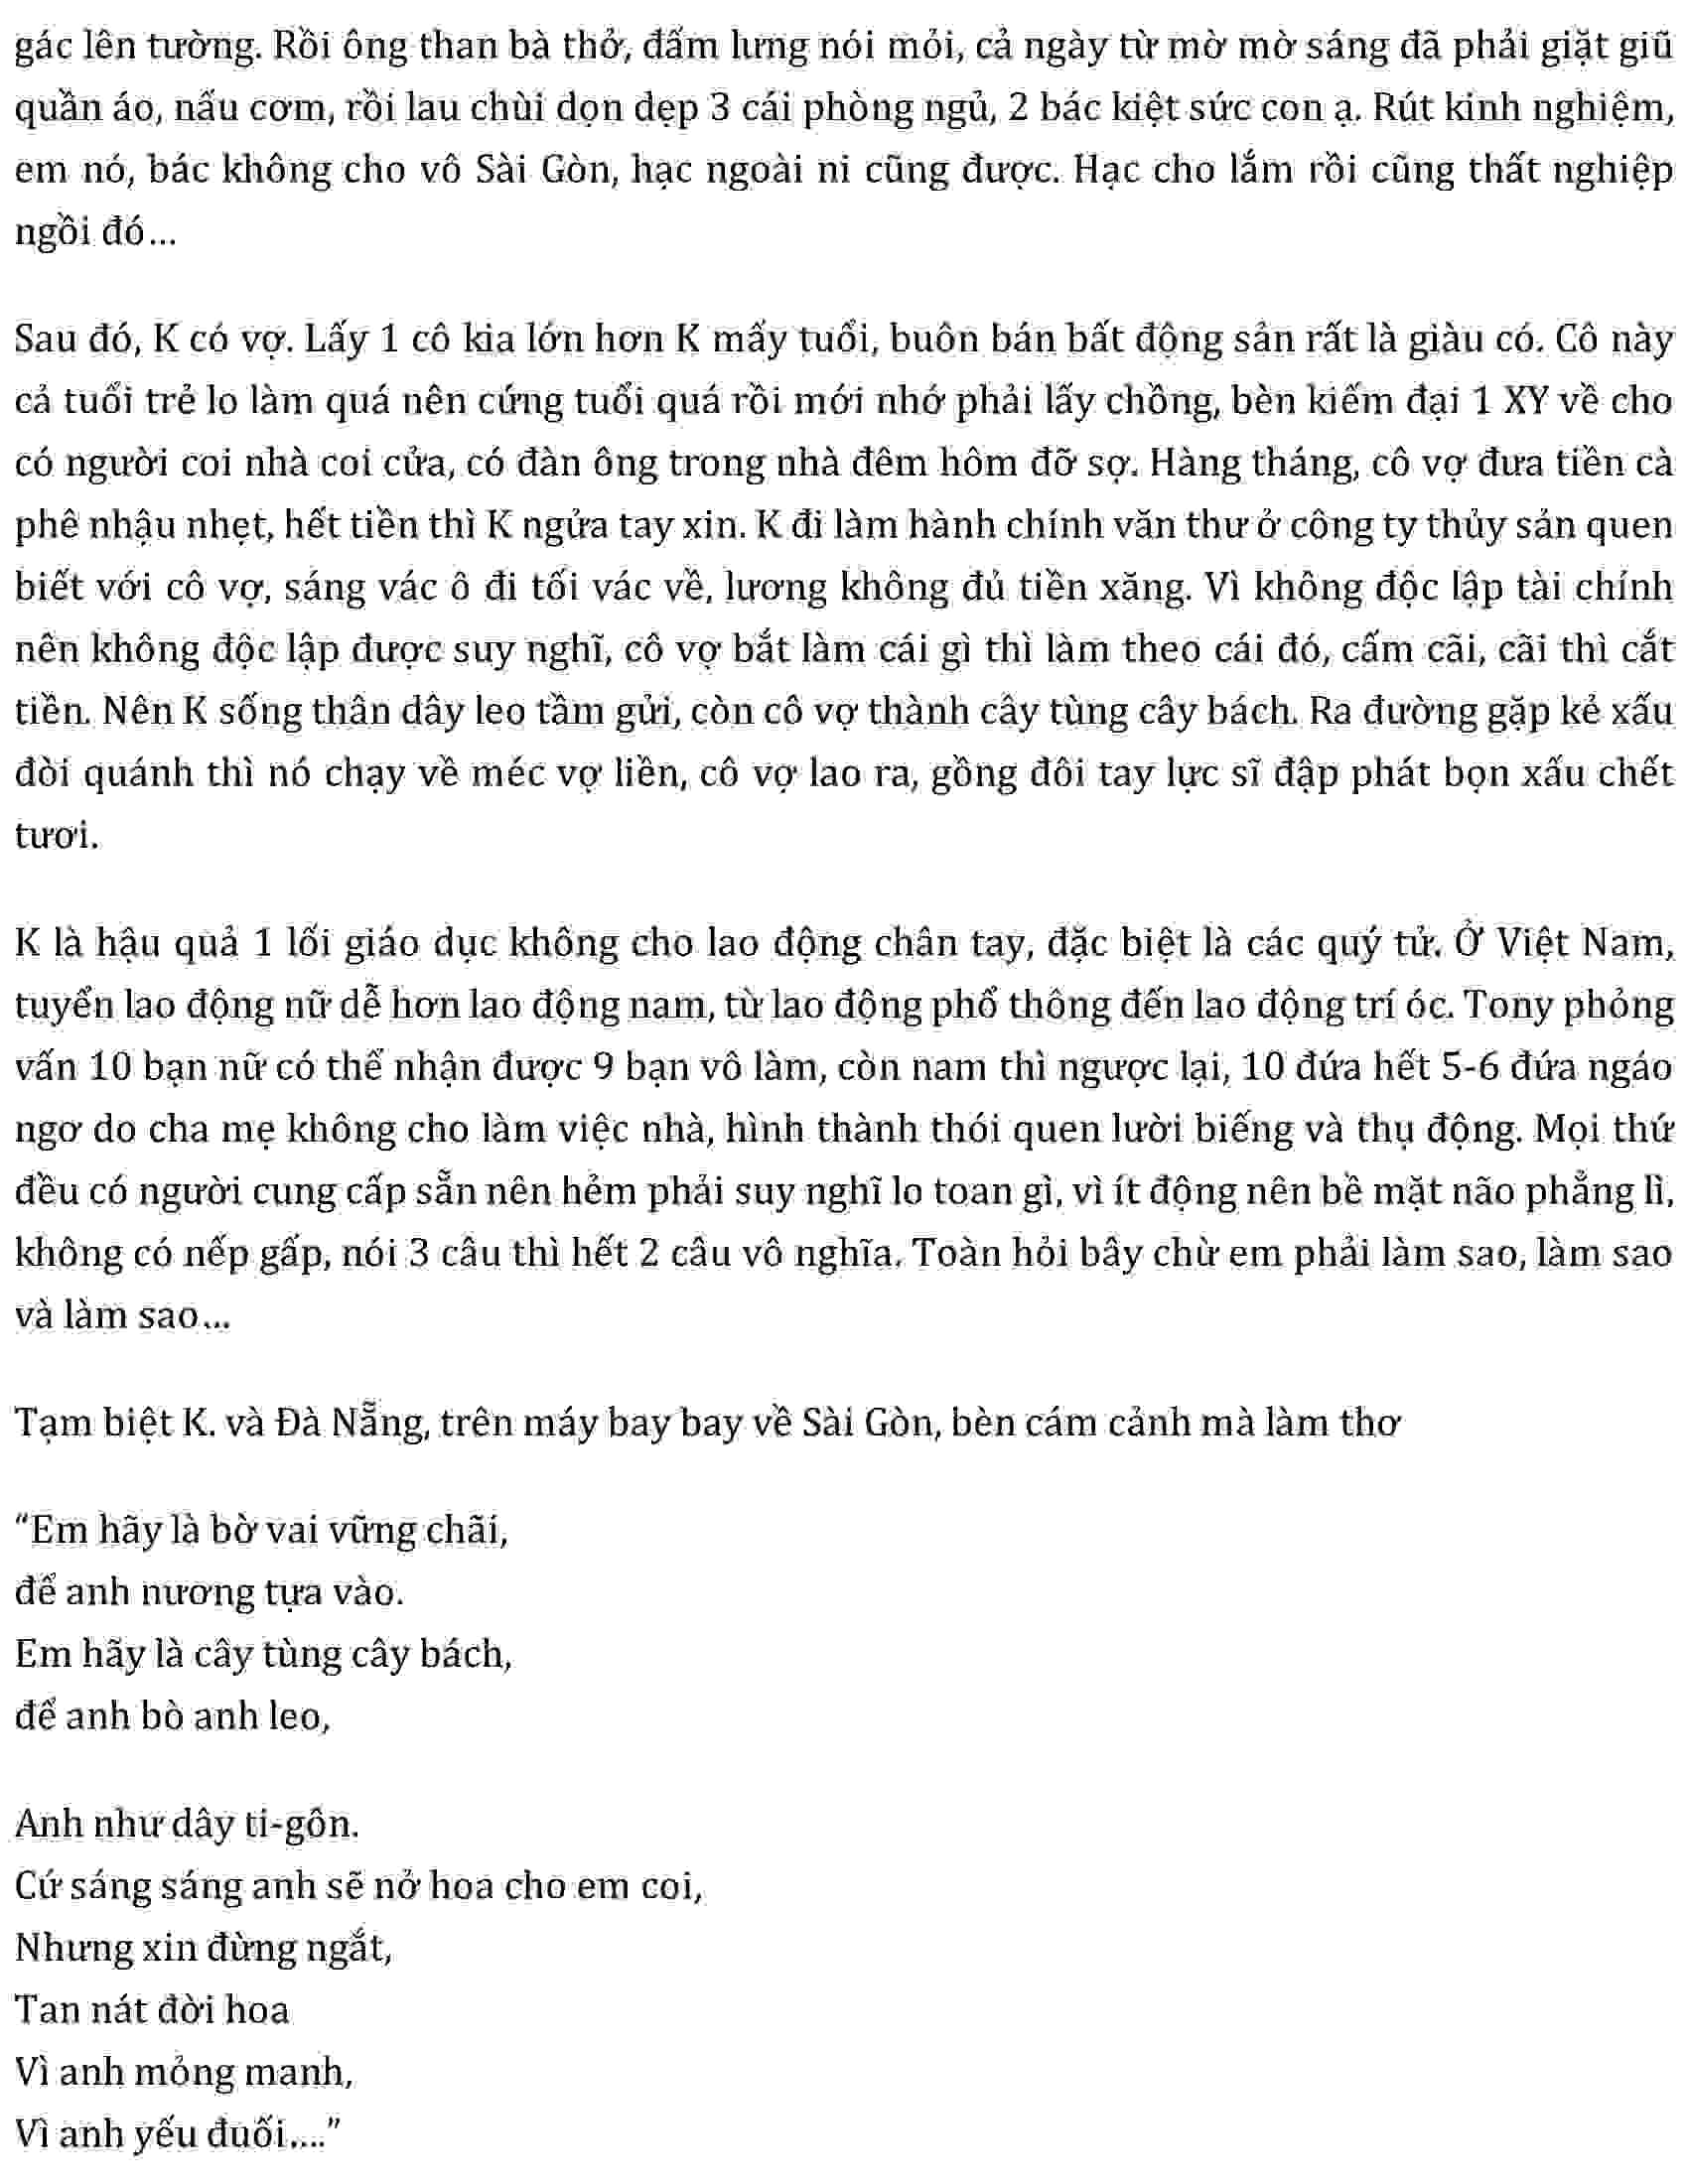 gác lên tường. Rồi ông than bà thở, đấm lưng nói mỏi, cả ngày từ mờ mờ sáng đã phải giặt giũ
quần áo, nấu cơm, rồi lau chùi dọn dẹp 3 cái phòng ngủ, 2 bác kiệt sức con ạ. Rút kinh nghiệm,
em nó, bác không cho vô Sài Gòn, hạc ngoài ni cũng được. Hạc cho lắm rồi cũng thất nghiệp
ngồi đó...
Sau đó, K có vợ. Lấy 1 cô kia lớn hơn K mấy tuổi, buôn bán bất động sản rất là giàu có. Cô này
cả tuổi trẻ lo làm quá nên cứng tuổi quá rồi mới nhớ phải lấy chồng, bèn kiếm đại 1 XY về cho
có người coi nhà coi cửa, có đàn ông trong nhà đêm hôm đỡ sợ. Hàng tháng, cô vợ đưa tiền cà
phê nhậu nhẹt, hết tiền thì K ngửa tay xin. K đi làm hành chính văn thư ở công ty thủy sản quen
biết với cô vợ, sáng vác ô đi tối vác về, lương không đủ tiền xăng. Vì không độc lập tài chính
nên không độc lập được suy nghĩ, cô vợ bắt làm cái gì thì làm theo cái đó, cấm cãi, cãi thì cắt
tiền. Nên K sống thân dây leo tầm gửi, còn cô vợ thành cây tùng cây bách. Ra đường gặp kẻ xấu
đòi quánh thì nó chạy về méc vợ liền, cô vợ lao ra, gồng đôi tay lực sĩ đập phát bọn xấu chết
tươi.
K là hậu quả 1 lối giáo dục không cho lao động chân tay, đặc biệt là các quý tử. Ở Việt Nam,
tuyển lao động nữ dễ hơn lao động nam, từ lao động phổ thông đến lao động trí óc. Tony phỏng
vấn 10 bạn nữ có thể nhận được 9 bạn vô làm, còn nam thì ngược lại, 10 đứa hết 5-6 đứa ngáo
ngơ do cha mẹ không cho làm việc nhà, hình thành thói quen lười biếng và thụ động. Mọi thứ
đều có người cung cấp sẵn nên hẻm phải suy nghĩ lo toan gì, vì ít động nên bề mặt não phẳng lì,
không có nếp gấp, nói 3 câu thì hết 2 câu vô nghĩa. Toàn hỏi bây chừ em phải làm sao, làm sao
và làm sao...
Tạm biệt K. và Đà Nẵng, trên máy bay bay về Sài Gòn, bèn cám cảnh mà làm thơ
“Em hãy là bờ vai vững chãi,
để anh nương tựa vào.
Em hãy là cây tùng cây bách,
để anh bò anh leo,
Anh như dây ti-gôn.
Cứ sáng sáng anh sẽ nở hoa cho em coi,
Nhưng xin đừng ngắt,
Tan nát đời hoa
Vì anh mỏng manh,
Vì anh yếu đuối....”